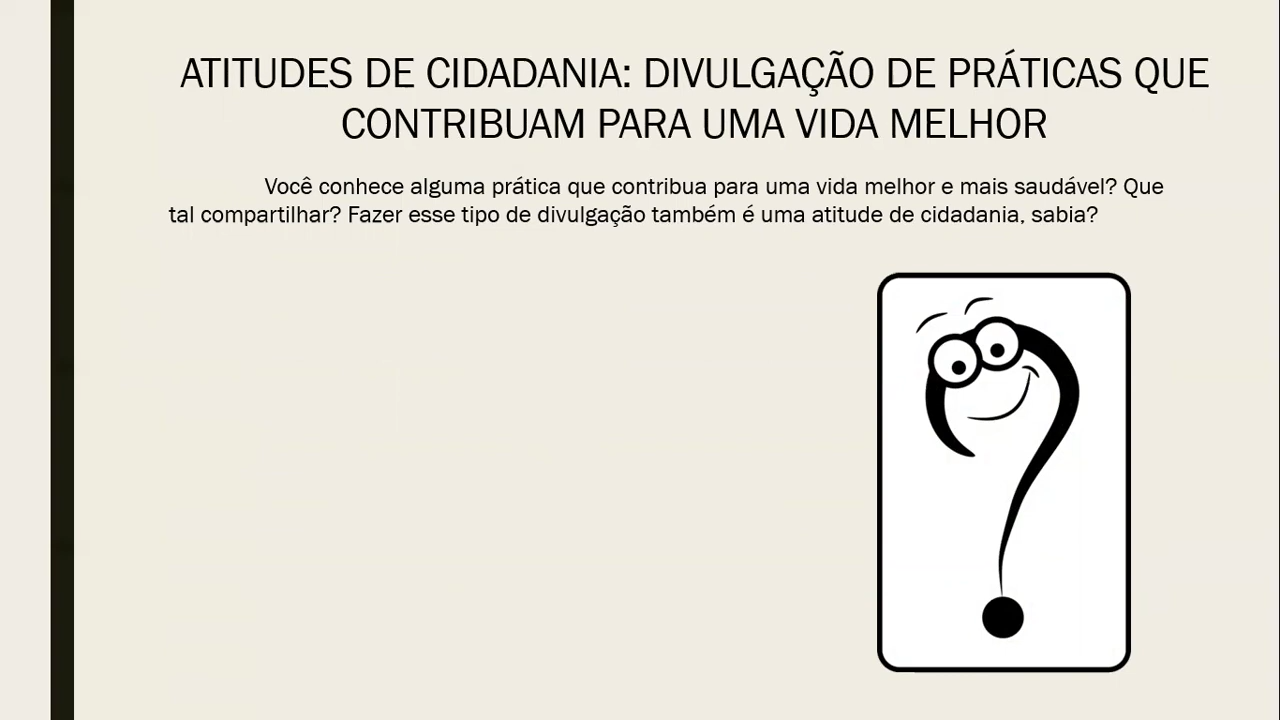 ATITUDES DE CIDADANIA: DIVULGAÇÃO DE PRÁTICAS QUE
CONTRIBUAM PARA UMA VIDA MELHOR
Você conhece alguma prática que contribua para uma vida melhor e mais saudável? Que
tal compartilhar? Fazer esse tipo de divulgação também é uma atitude de cidadania, sabia?